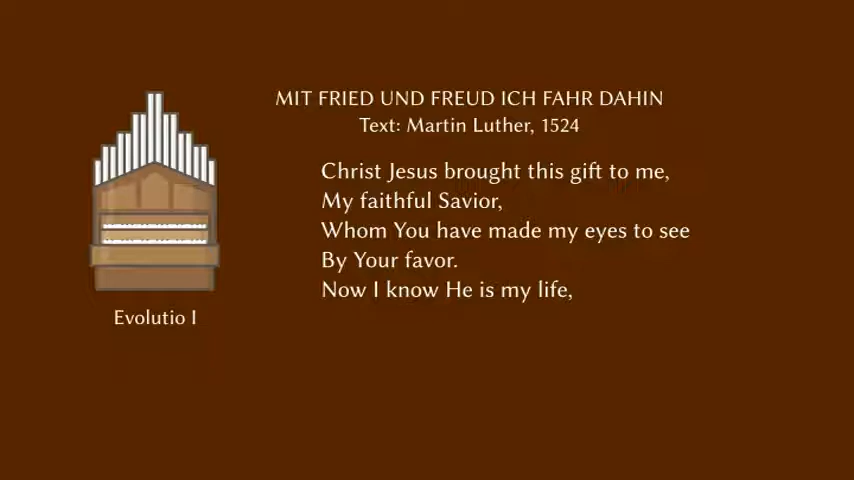 MIT FRIED UND FREUD ICH FAHR DAHIN
Text: Martin Luther, 1524
Christ Jesus brought this gift to me,
My faithful Savior,
Whom You have made my eyes to see
By Your favor.
Now I know He is my life,
Evolutio I